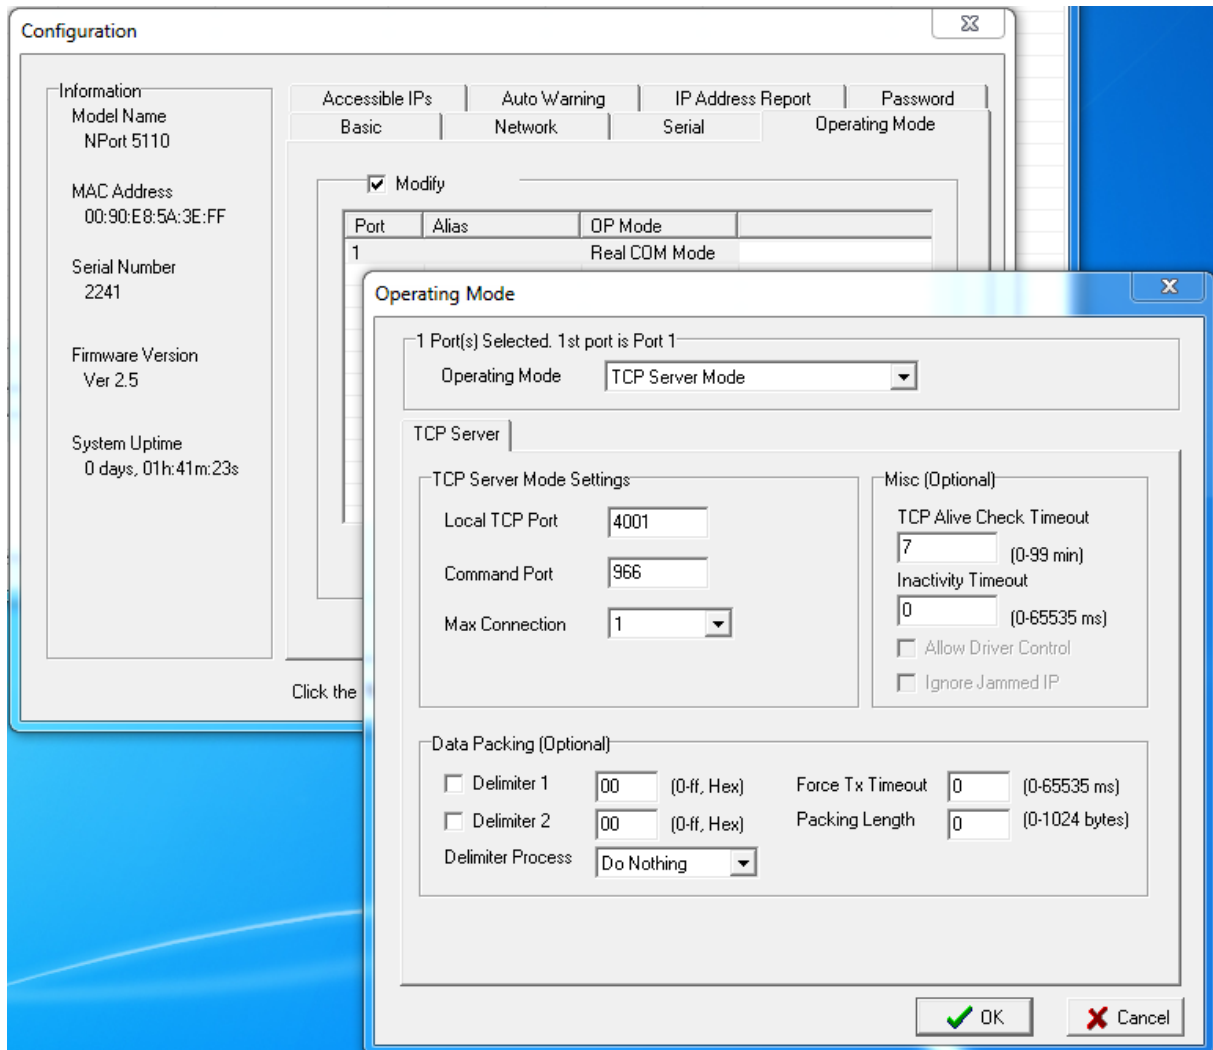 Configuration
Information
Model Name
NPort 5110
MAC Address
00:90:E8:5A:3E:FF
Serial Number
2241
Firmware Version
Ver 2.5
System Uptime
0 days, 01h:41m:23s
Accessible IPs Auto Warning IP Address Report Password
Basic Network Serial Operating Mode
Modify
Port Alias OP Mode
1 Real COM Mode
Click the
Operating Mode
1 Port(s) Selected. 1st port is Port 1
Operating Mode TCP Server Mode
TCP Server
TCP Server Mode Settings
Local TCP Port 4001
Command Port 966
Max Connection 1
Misc (Optional)
TCP Alive Check Timeout
7 (0-99 min)
Inactivity Timeout
0 (0-65535 ms)
Allow Driver Control
Ignore Jammed IP
Data Packing (Optional)
Delimiter 1 00 (0-ff, Hex) Force Tx Timeout 0 (0-65535 ms)
Delimiter 2 00 (0-ff, Hex) Packing Length 0 (0-1024 bytes)
Delimiter Process Do Nothing
OK Cancel